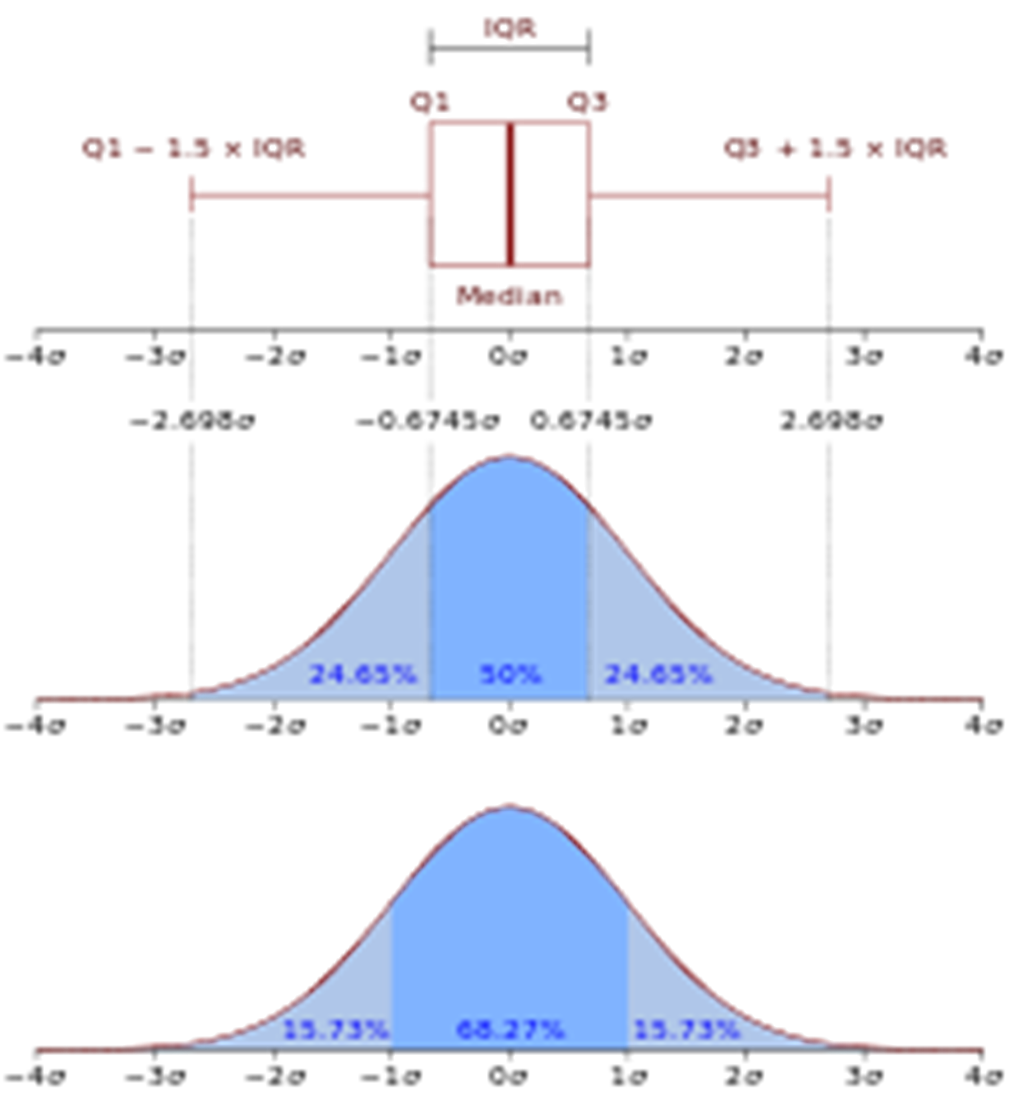 IQR
Q1 Q3
Q1 − 1.5 × IQR Q3 + 1.5 × IQR
Median
−4σ −3σ −2σ −1σ 0σ 1σ 2σ 3σ 4σ
−2.698σ −0.6745σ 0.6745σ 2.698σ
24.65% 50% 24.65%
−4σ −3σ −2σ −1σ 0σ 1σ 2σ 3σ 4σ
15.73% 68.27% 15.73%
−4σ −3σ −2σ −1σ 0σ 1σ 2σ 3σ 4σ